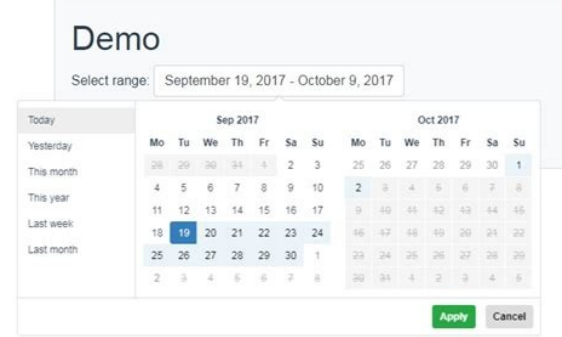 Demo
Select range: September 19, 2017 - October 9, 2017
Today
Yesterday
This month
This year
Last week
Last month
Sep 2017
Mo Tu We Th Fr Sa Su
28 29 30 31 1 2 3
4 5 6 7 8 9 10
11 12 13 14 15 16 17
18 19 20 21 22 23 24
25 26 27 28 29 30 1
2 3 4 5 6 7 8
Oct 2017
Mo Tu We Th Fr Sa Su
25 26 27 28 29 30 1
2 3 4 5 6 7 8
9 10 11 12 13 14 15
16 17 18 19 20 21 22
23 24 25 26 27 28 29
30 31 1 2 3 4 5
Apply Cancel